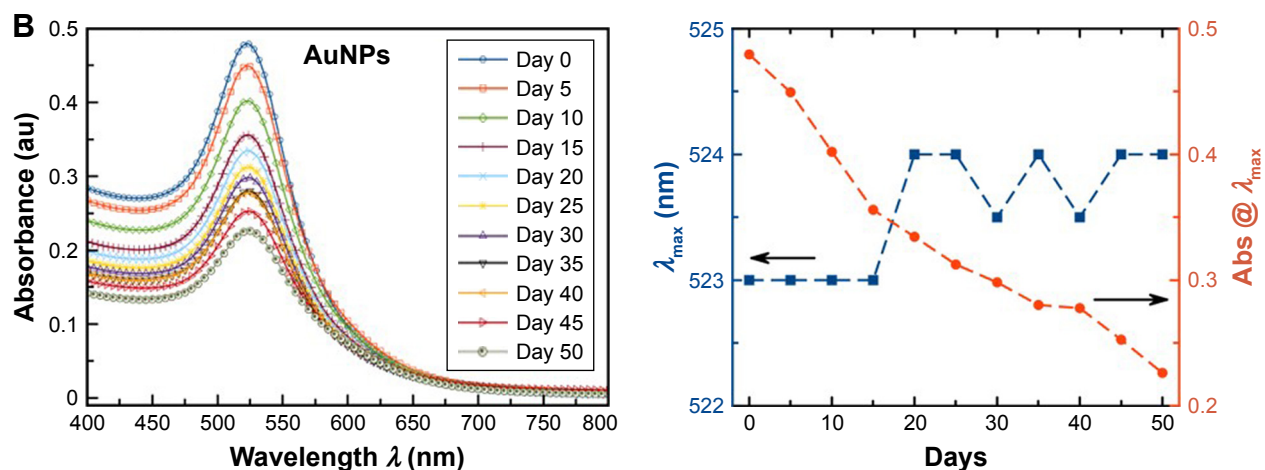 B
AuNPs
Day 0
Day 5
Day 10
Day 15
Day 20
Day 25
Day 30
Day 35
Day 40
Day 45
Day 50
Absorbance (au)
0.5
0.4
0.3
0.2
0.1
0
400 450 500 550 600 650 700 750 800
Wavelength λ (nm)
λmax (nm)
525
524
523
522
0 10 20 30 40 50
Days
0.5
0.4
0.3
0.2
Abs @ λmax